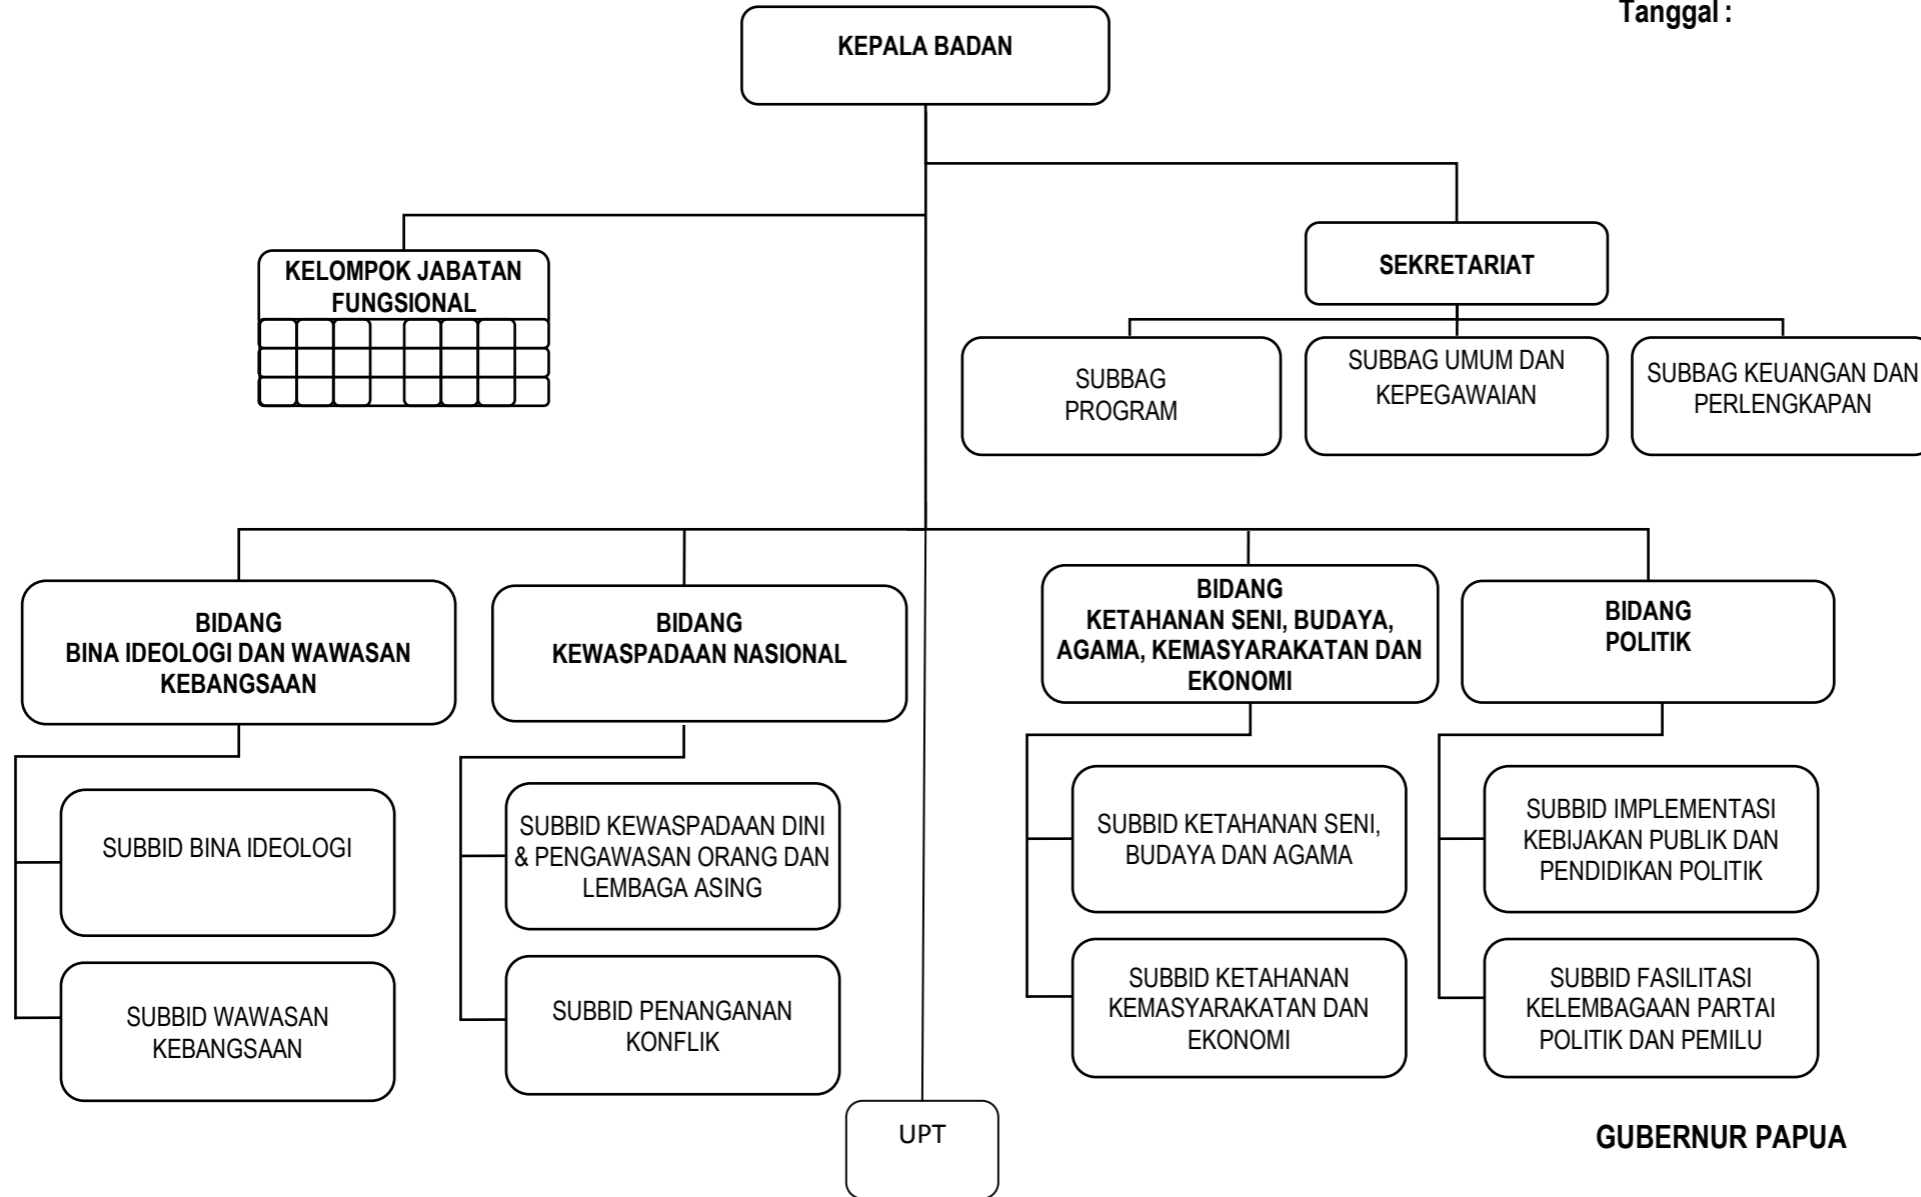 Tanggal :
KEPALA BADAN
KELOMPOK JABATAN
FUNGSIONAL
SEKRETARIAT
SUBBAG
PROGRAM
SUBBAG UMUM DAN
KEPEGAWAIAN
SUBBAG KEUANGAN DAN
PERLENGKAPAN
BIDANG
BINA IDEOLOGI DAN WAWASAN
KEBANGSAAN
BIDANG
KEWASPADAAN NASIONAL
BIDANG
KETAHANAN SENI, BUDAYA,
AGAMA, KEMASYARAKATAN DAN
EKONOMI
BIDANG
POLITIK
SUBBID BINA IDEOLOGI
SUBBID WAWASAN
KEBANGSAAN
SUBBID KEWASPADAAN DINI
& PENGAWASAN ORANG DAN
LEMBAGA ASING
SUBBID PENANGANAN
KONFLIK
SUBBID KETAHANAN SENI,
BUDAYA DAN AGAMA
SUBBID KETAHANAN
KEMASYARAKATAN DAN
EKONOMI
SUBBID IMPLEMENTASI
KEBIJAKAN PUBLIK DAN
PENDIDIKAN POLITIK
SUBBID FASILITASI
KELEMBAGAAN PARTAI
POLITIK DAN PEMILU
UPT
GUBERNUR PAPUA